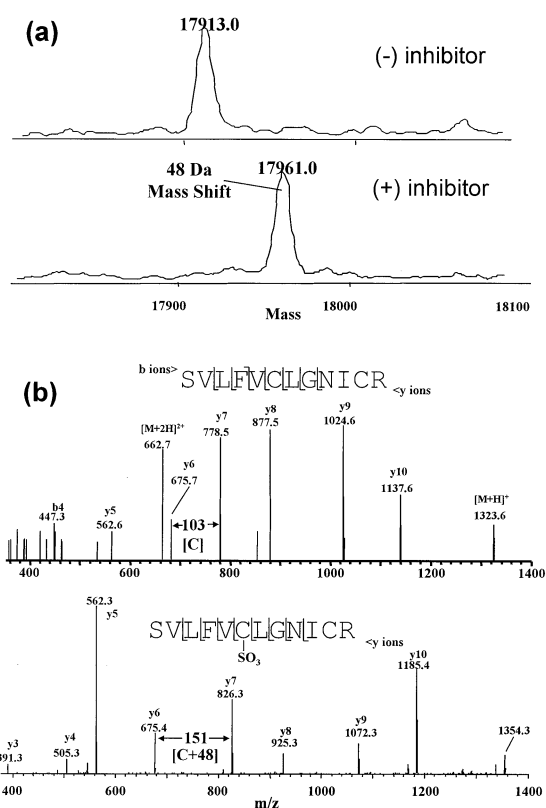 (a)
17913.0
(-) inhibitor
48 Da
Mass Shift
17961.0
(+) inhibitor
17900 18000 18100
Mass
(b)
b ions> SVLFVCLGNICR <y ions
[M+2H]²⁺
662.7
y6
675.7
y7
778.5
y8
877.5
y9
1024.6
y10
1137.6
[M+H]⁺
1323.6
b4
447.3
y5
562.6
103
[C]
400 600 800 1000 1200 1400
562.3
y5
SVLFVCLGNICR <y ions
SO₃
y3
391.3
y4
505.3
y6
675.4
151
[C+48]
y7
826.3
y8
925.3
y9
1072.3
y10
1185.4
1354.3
400 600 800 1000 1200 1400
m/z